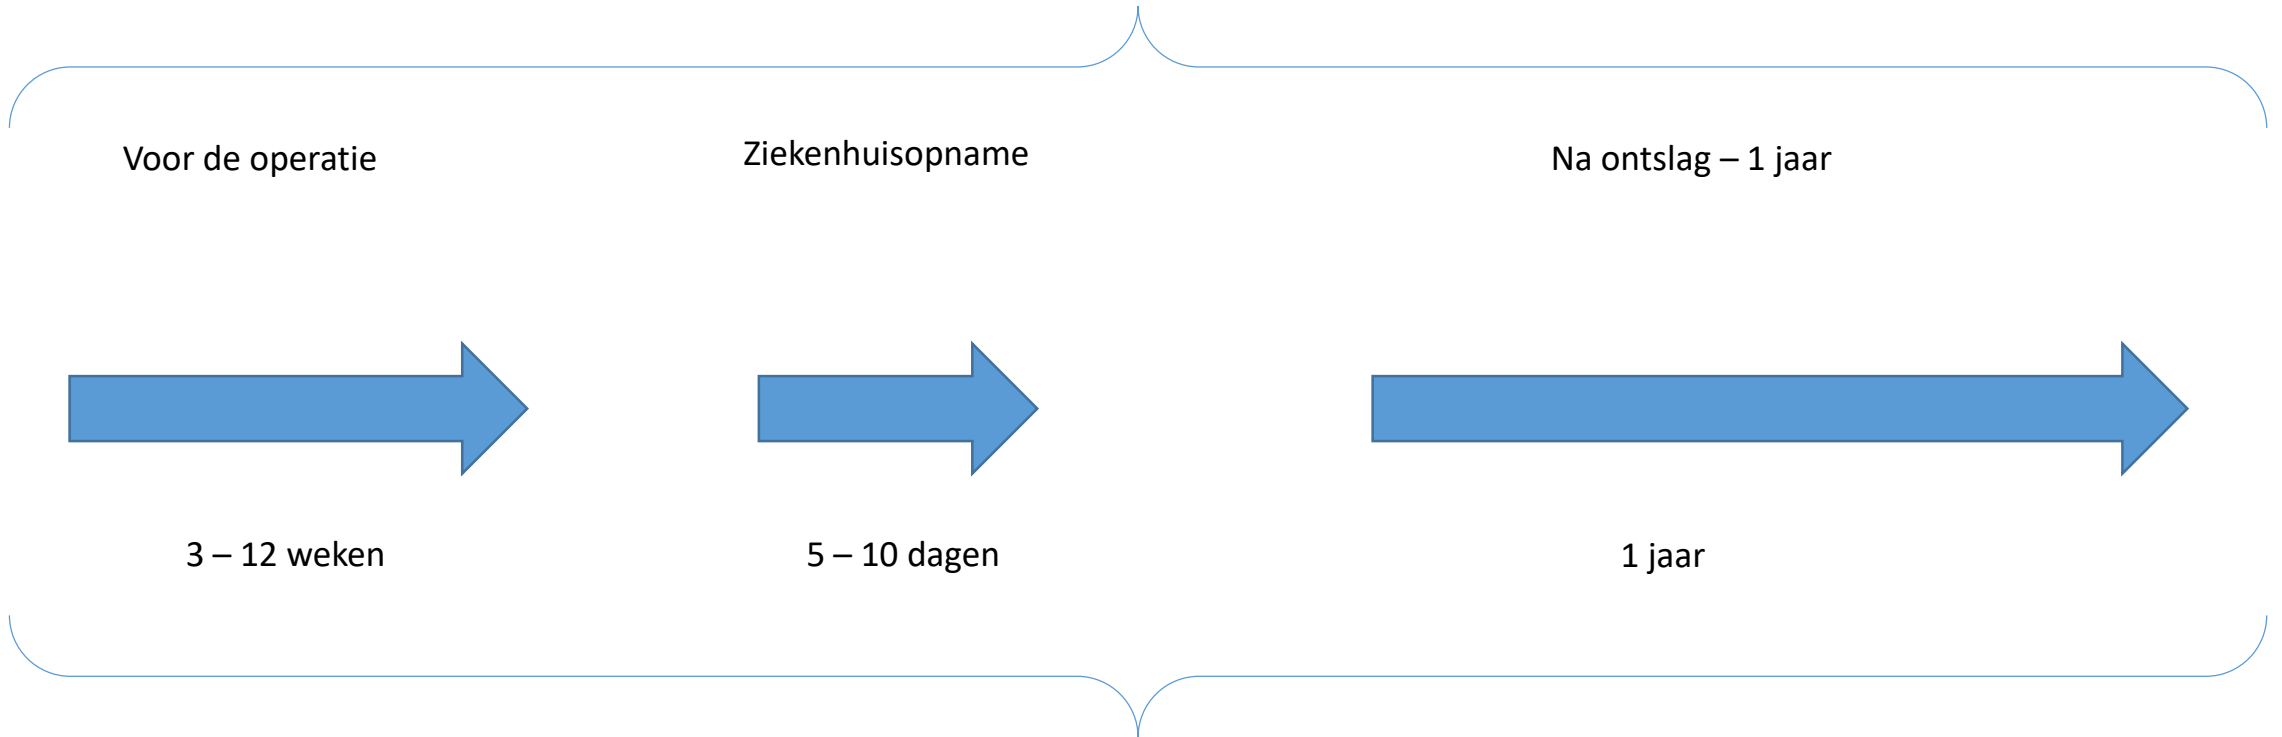 Voor de operatie
Ziekenhuisopname
Na ontslag – 1 jaar
3 – 12 weken
5 – 10 dagen
1 jaar